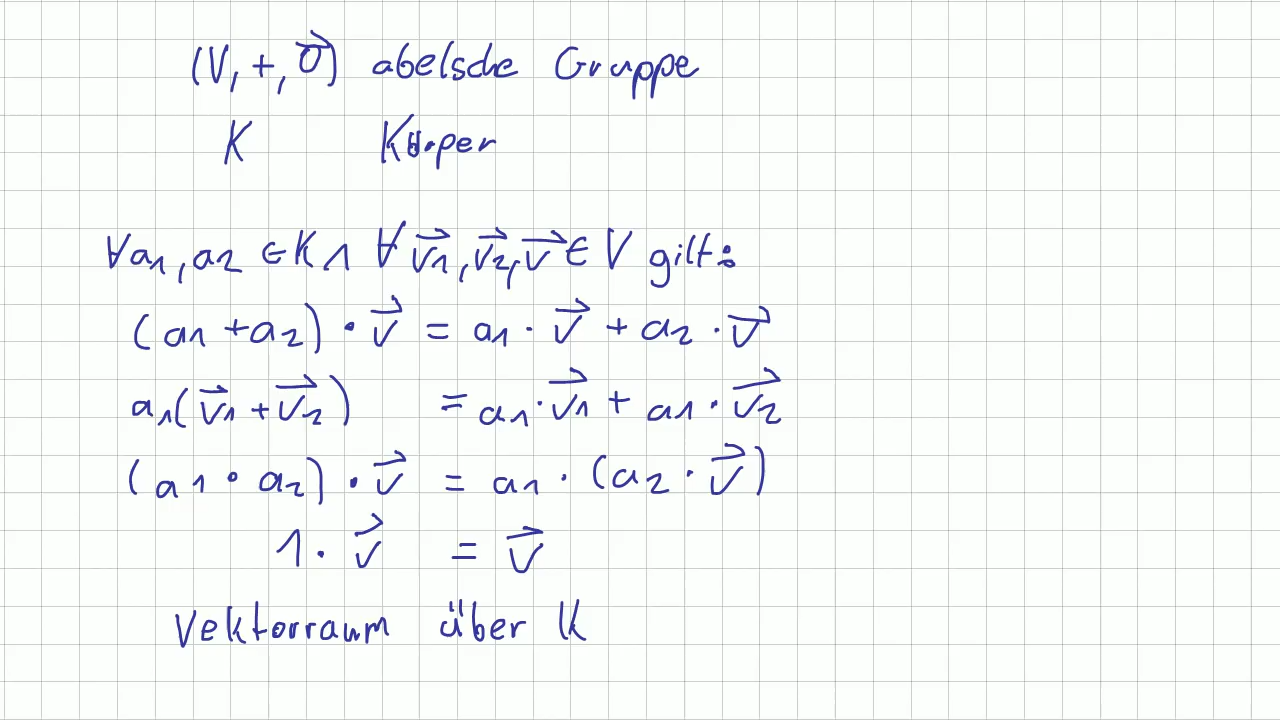 (V, +, 0⃗) abelsche Gruppe
K Körper
∀a₁, a₂ ∈ K ∧ ∀ v⃗₁, v⃗₂, v⃗ ∈ V gilt:
(a₁ + a₂) · v⃗ = a₁ · v⃗ + a₂ · v⃗
a₁(v⃗₁ + v⃗₂) = a₁ · v⃗₁ + a₁ · v⃗₂
(a₁ · a₂) · v⃗ = a₁ · (a₂ · v⃗)
1 · v⃗ = v⃗
Vektorraum über K